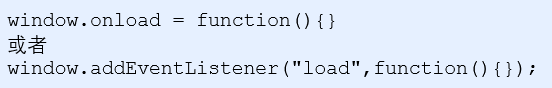 window.onload = function(){}
或者
window.addEventListener("load",function(){});